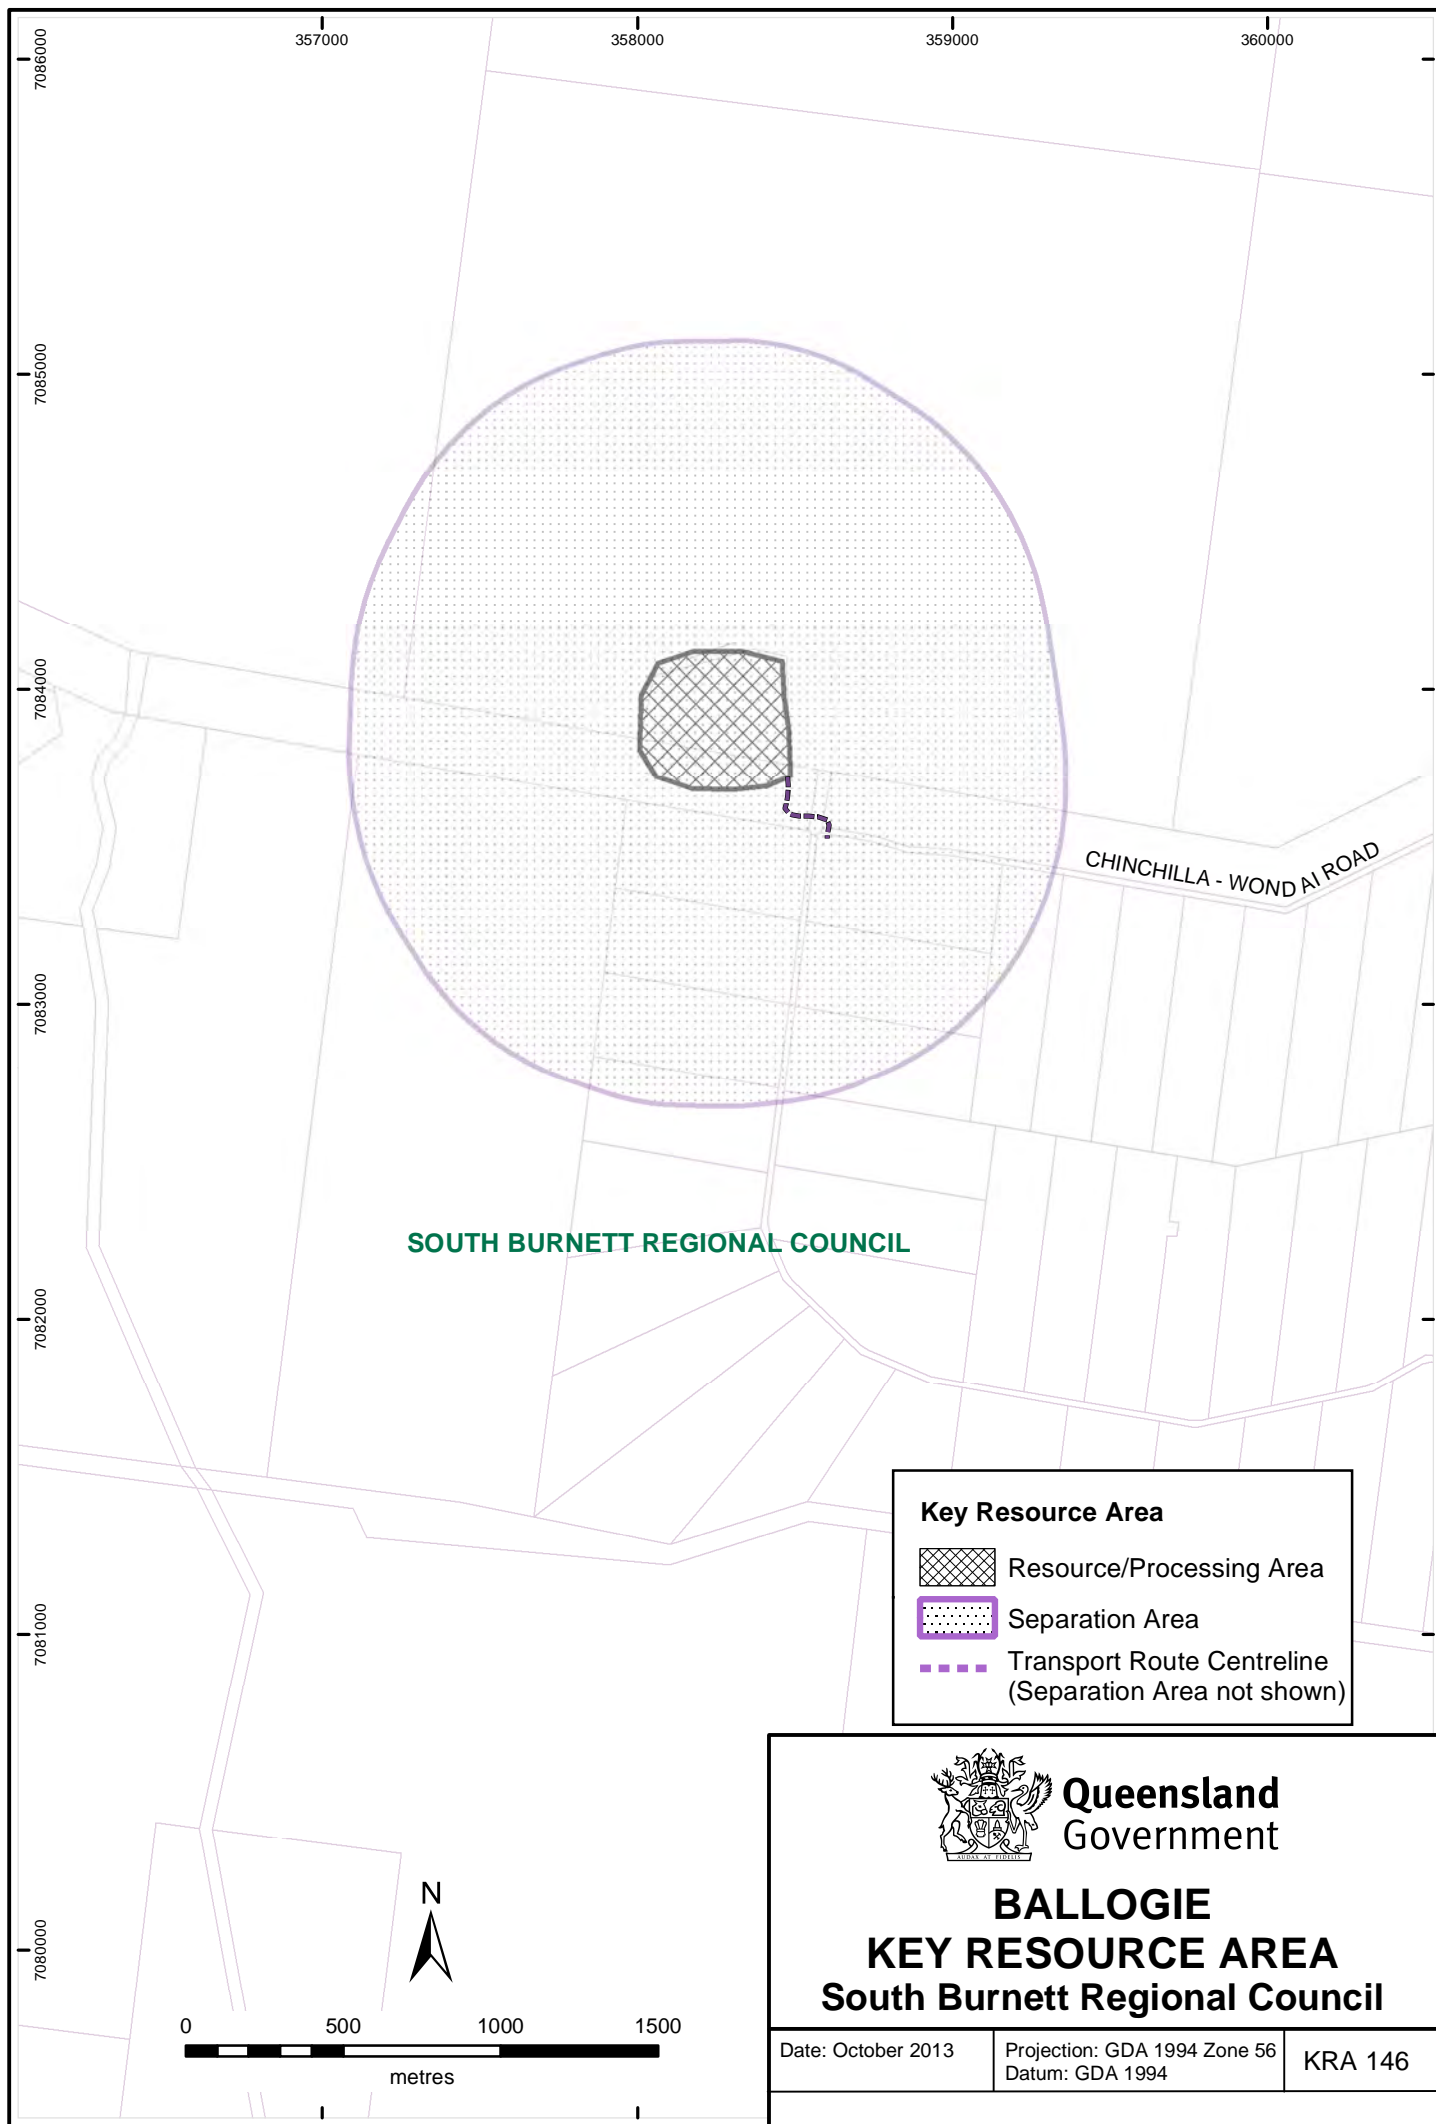 357000 358000 359000 360000
7086000
7085000
7084000
7083000
7082000
7081000
7080000
CHINCHILLA - WONDAI ROAD
SOUTH BURNETT REGIONAL COUNCIL
Key Resource Area
Resource/Processing Area
Separation Area
Transport Route Centreline
(Separation Area not shown)
AUDAX AT FIDELIS
Queensland
Government
BALLOGIE
KEY RESOURCE AREA
South Burnett Regional Council
Date: October 2013
Projection: GDA 1994 Zone 56
Datum: GDA 1994
KRA 146
N
0 500 1000 1500
metres